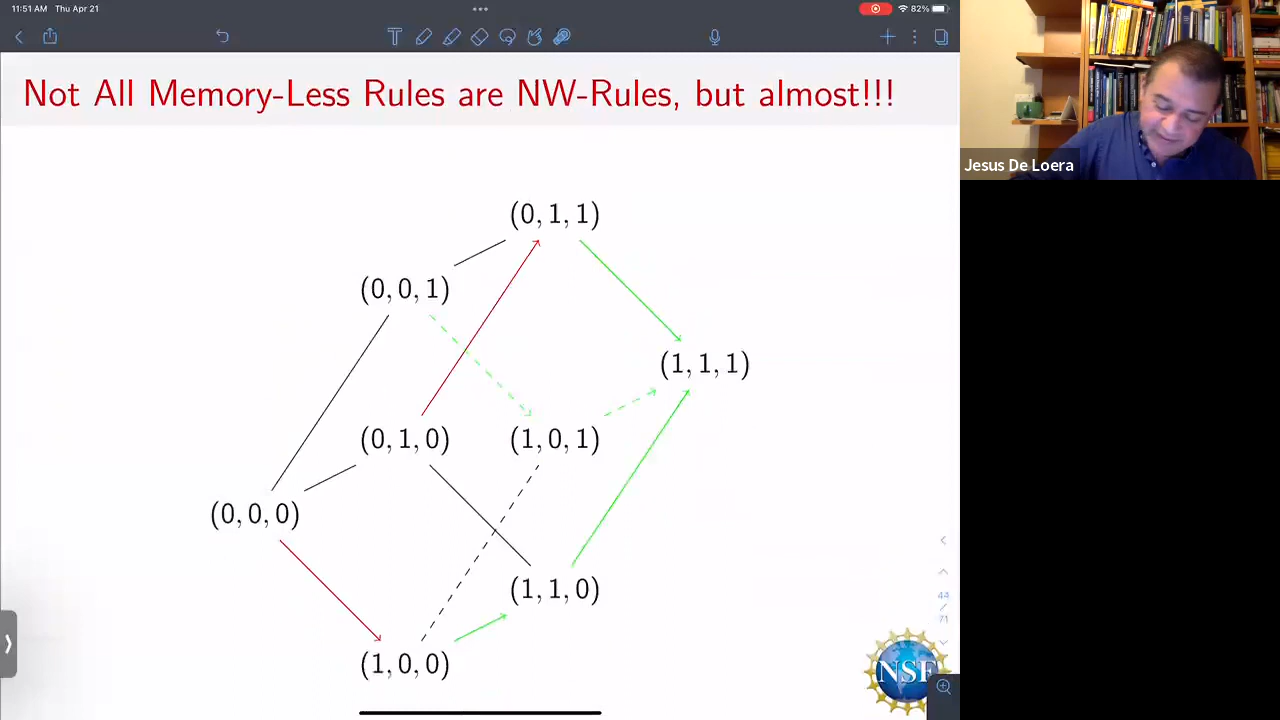 11:51 AM Thu Apr 21
82%
Not All Memory-Less Rules are NW-Rules, but almost!!!
Jesus De Loera
(0, 1, 1)
(0, 0, 1)
(1, 1, 1)
(0, 1, 0)
(1, 0, 1)
(0, 0, 0)
(1, 1, 0)
(1, 0, 0)
44
/
71
NSF